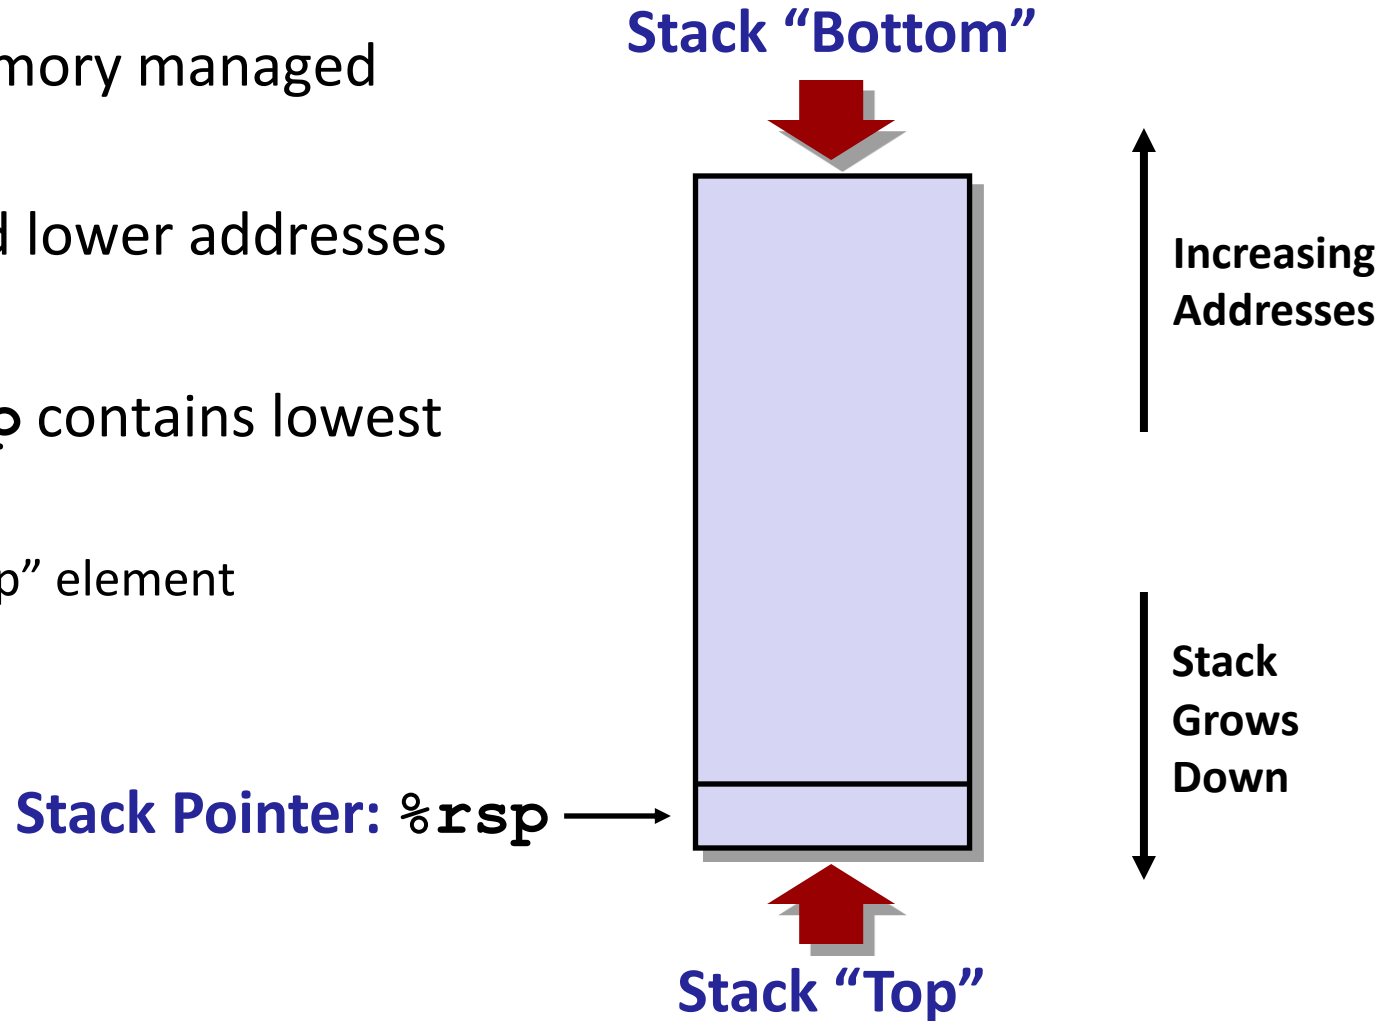 Stack “Bottom”
mory managed
lower addresses
Increasing
Addresses
contains lowest
p” element
Stack
Grows
Down
Stack Pointer: %rsp
Stack “Top”